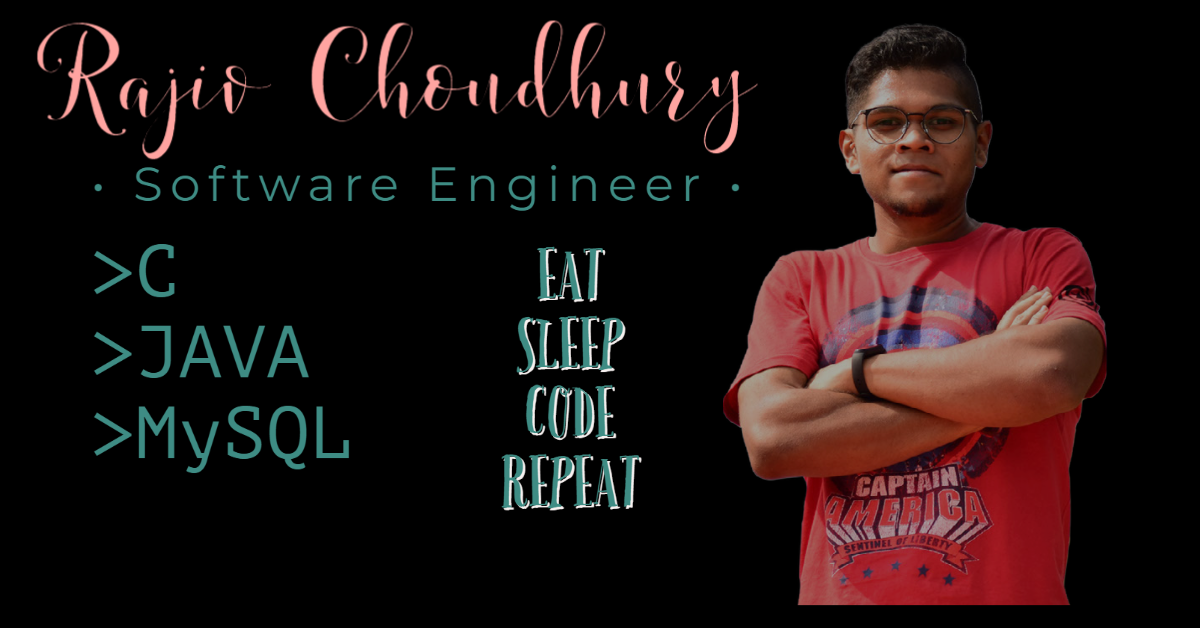 Rajiv Choudhury
• Software Engineer •
>C
>JAVA
>MySQL
EAT
SLEEP
CODE
REPEAT
CAPTAIN
AMERICA
SENTINEL OF LIBERTY